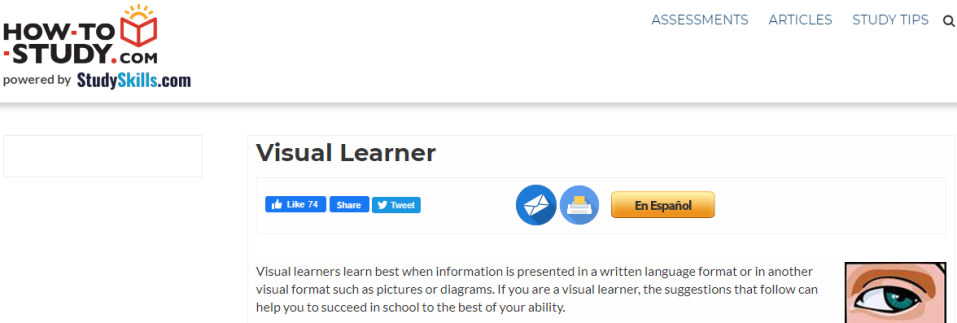 HOW-TO
-STUDY.COM
powered by StudySkills.com
ASSESSMENTS ARTICLES STUDY TIPS
Visual Learner
Like 74 Share Tweet
En Español
Visual learners learn best when information is presented in a written language format or in another
visual format such as pictures or diagrams. If you are a visual learner, the suggestions that follow can
help you to succeed in school to the best of your ability.